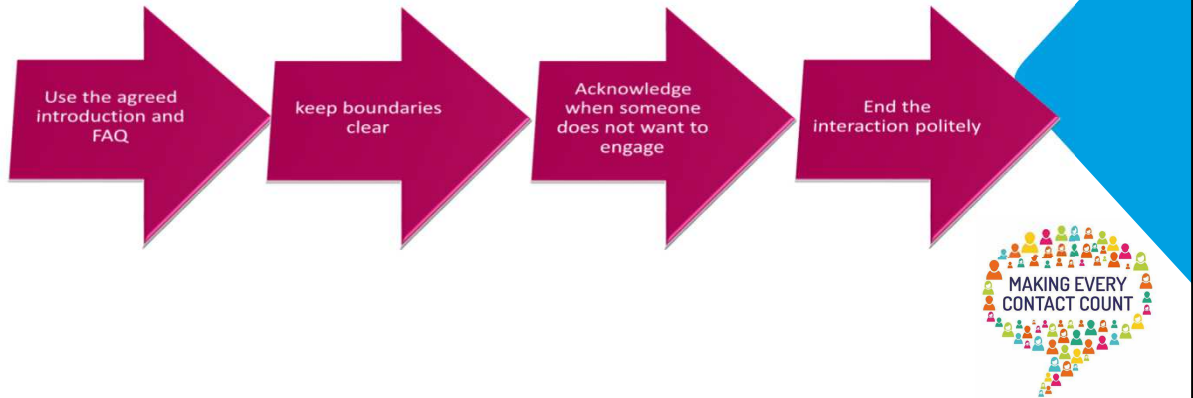 Use the agreed
introduction and
FAQ
keep boundaries
clear
Acknowledge
when someone
does not want to
engage
End the
interaction politely
MAKING EVERY
CONTACT COUNT